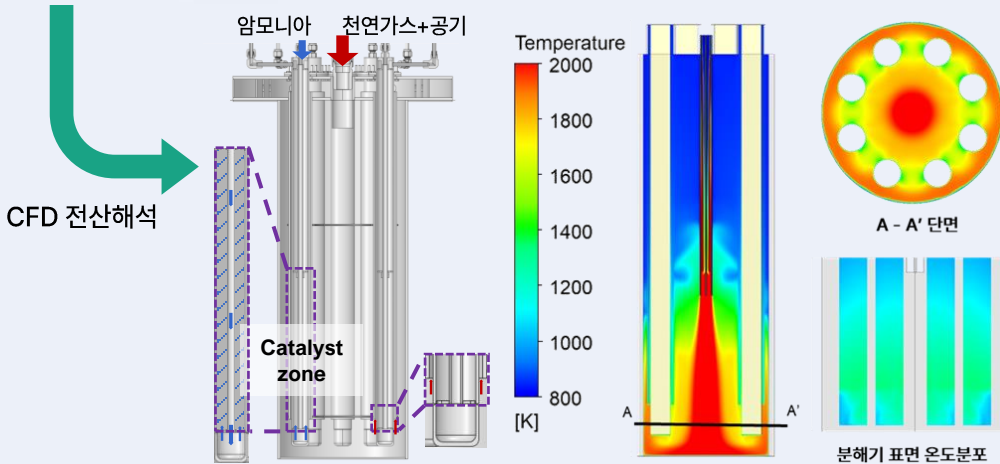 암모니아
천연가스+공기
CFD 전산해석
Catalyst
zone
Temperature
2000
1800
1600
1400
1200
1000
800
[K]
A
A'
A - A' 단면
분해기 표면 온도분포